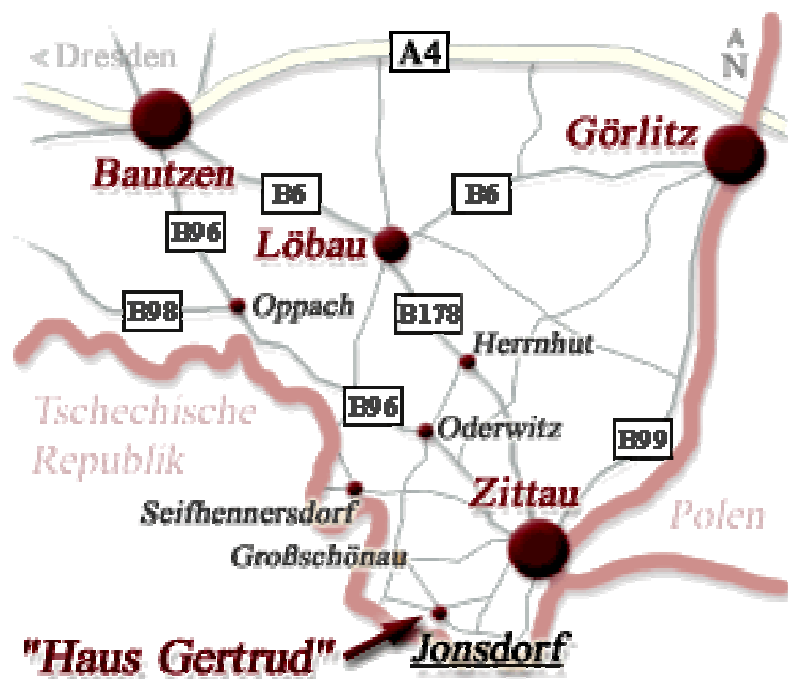 A4
< Dresden
N
Görlitz
Bautzen
B6
B6
B96
Löbau
Oppach
B98
B178
Herrnhut
B96
Tschechische
Republik
Oderwitz
B99
Zittau
Seifhennersdorf
Polen
Großschönau
"Haus Gertrud"
Jonsdorf